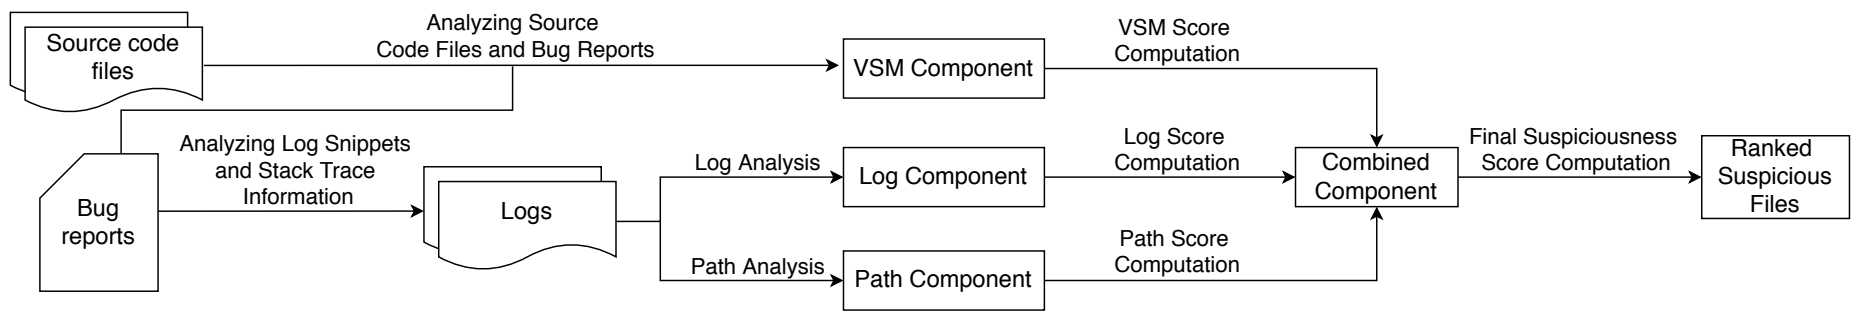 Source code
files
Analyzing Source
Code Files and Bug Reports
VSM Component
VSM Score
Computation
Bug
reports
Analyzing Log Snippets
and Stack Trace
Information
Logs
Log Analysis
Log Component
Log Score
Computation
Path Analysis
Path Component
Path Score
Computation
Combined
Component
Final Suspiciousness
Score Computation
Ranked
Suspicious
Files